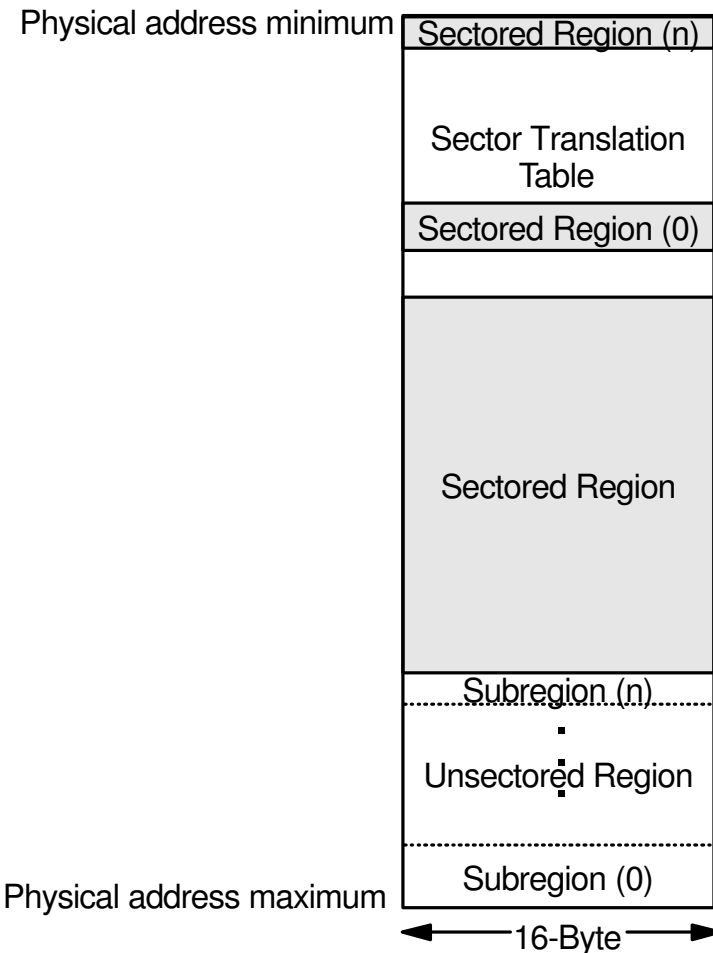 Physical address minimum
Sectored Region (n)
Sector Translation
Table
Sectored Region (0)
Sectored Region
Subregion (n)
Unsectored Region
Subregion (0)
Physical address maximum
16-Byte